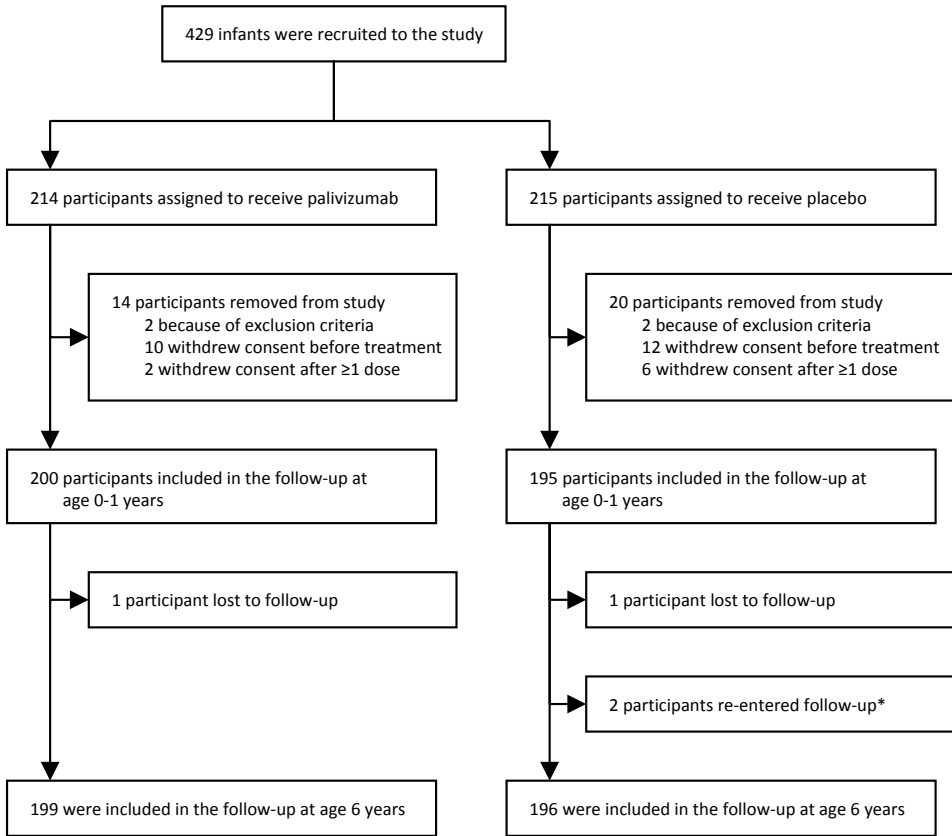 429 infants were recruited to the study
214 participants assigned to receive palivizumab
215 participants assigned to receive placebo
14 participants removed from study
2 because of exclusion criteria
10 withdrew consent before treatment
2 withdrew consent after ≥1 dose
20 participants removed from study
2 because of exclusion criteria
12 withdrew consent before treatment
6 withdrew consent after ≥1 dose
200 participants included in the follow-up at
age 0-1 years
195 participants included in the follow-up at
age 0-1 years
1 participant lost to follow-up
1 participant lost to follow-up
2 participants re-entered follow-up*
199 were included in the follow-up at age 6 years
196 were included in the follow-up at age 6 years